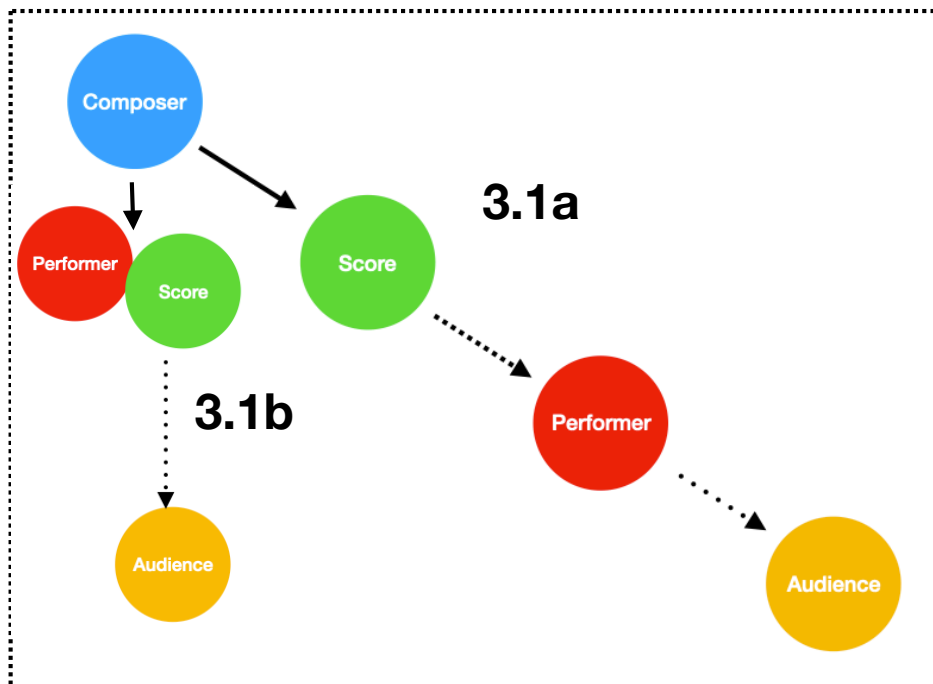 Composer
3.1a
Performer
Score
Score
3.1b
Performer
Audience
Audience